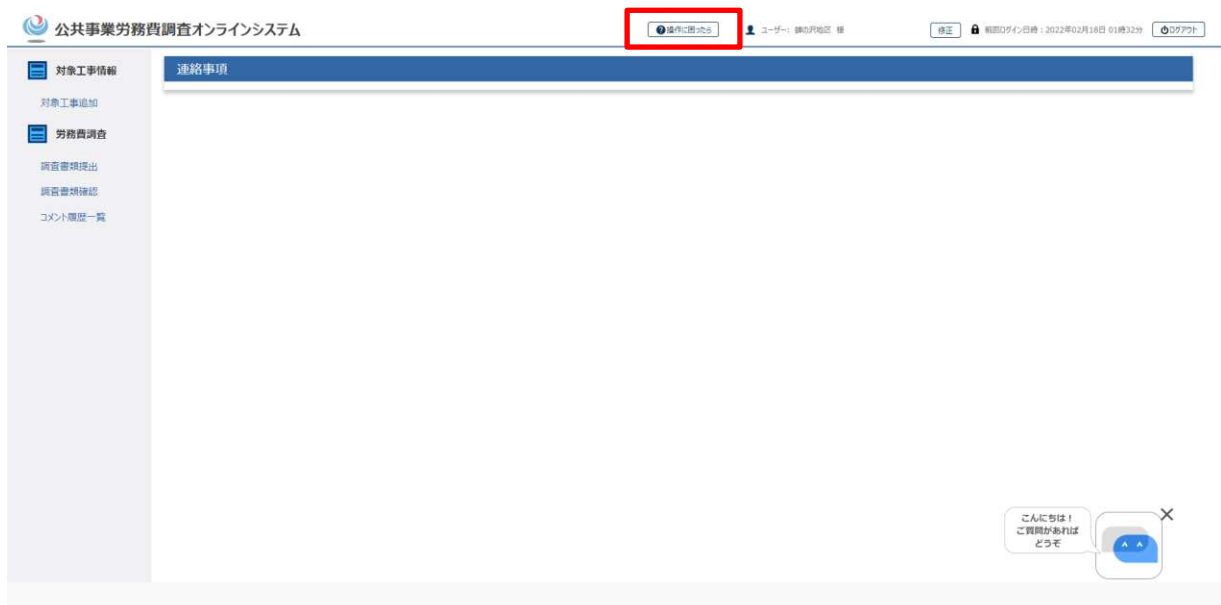 公共事業労務費調査オンラインシステム
操作に困ったら
ユーザー: 櫛の沢地区 様
修正
前回ログイン日時：2022年02月18日 01時32分
ログアウト
対象工事情報
連絡事項
対象工事追加
労務費調査
調査書類提出
調査書類確認
コメント履歴一覧
こんにちは！
ご質問があれば
どうぞ